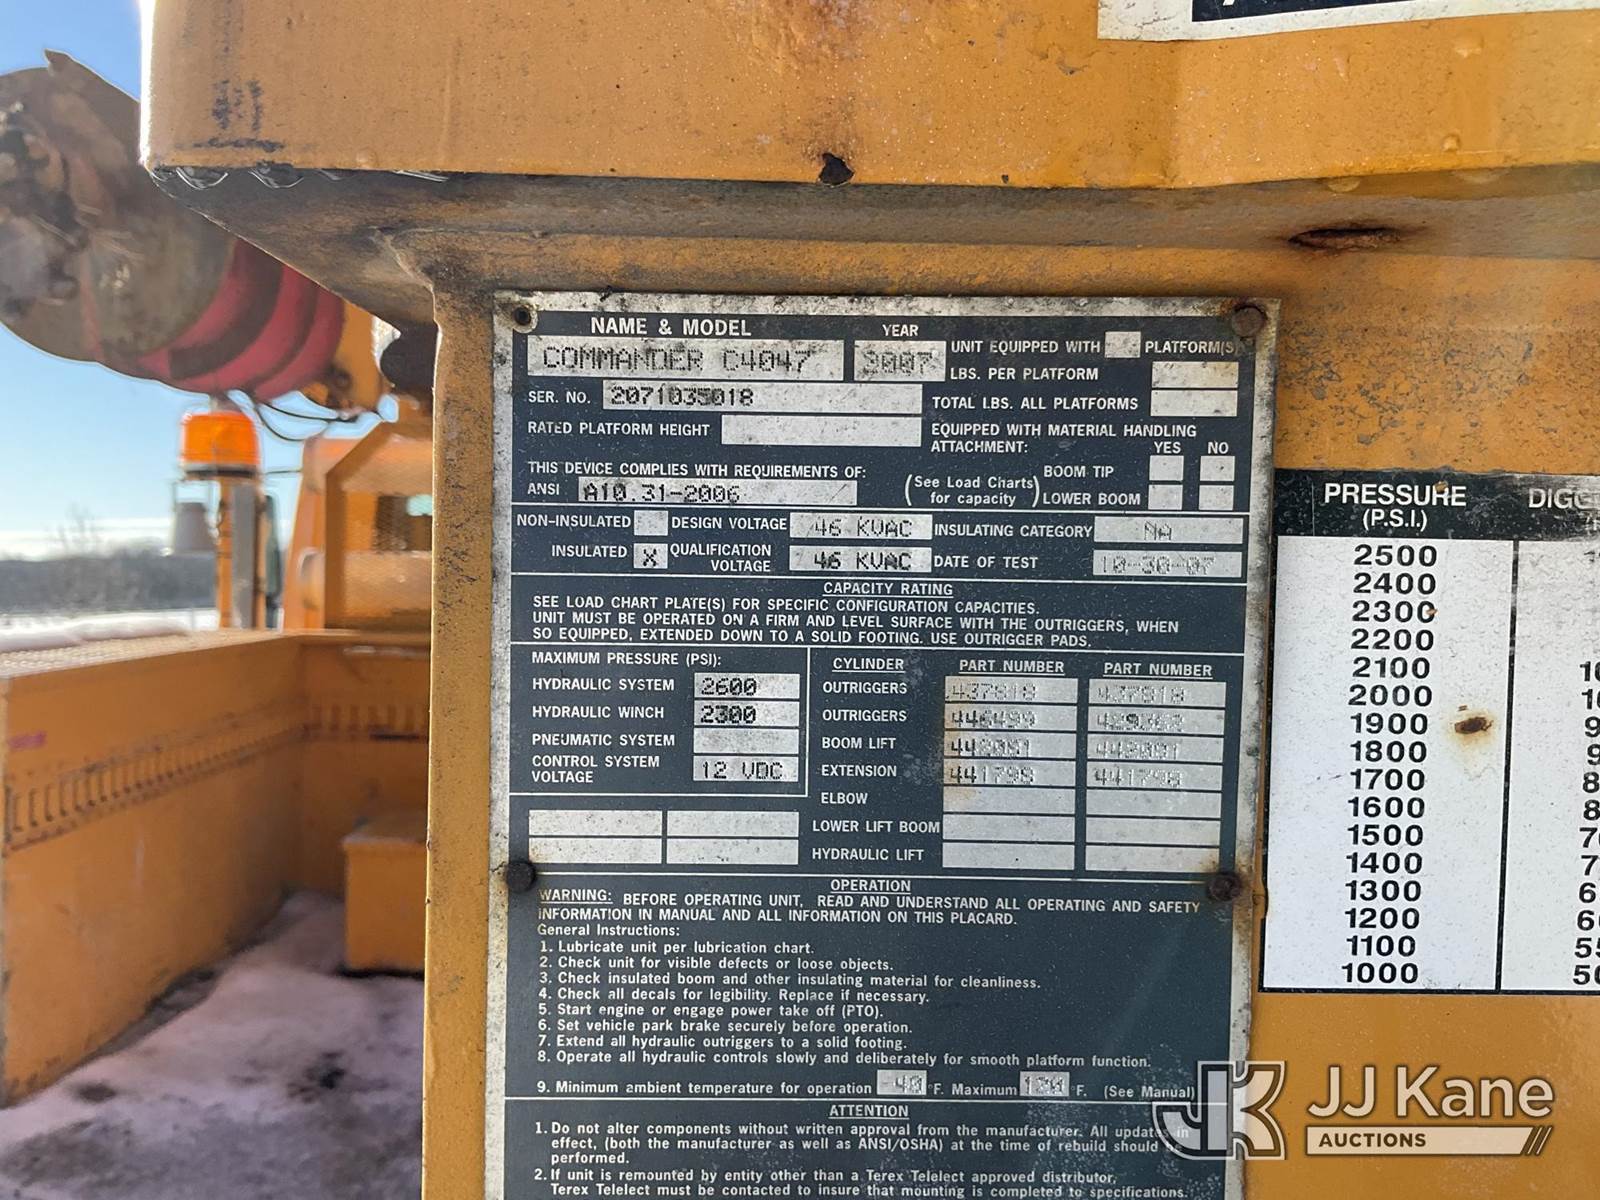 NAME & MODEL YEAR
COMMANDER C4047 2007
UNIT EQUIPPED WITH PLATFORM(S)
LBS. PER PLATFORM
SER. NO. 2071035018
TOTAL LBS. ALL PLATFORMS
RATED PLATFORM HEIGHT
EQUIPPED WITH MATERIAL HANDLING
ATTACHMENT: YES NO
THIS DEVICE COMPLIES WITH REQUIREMENTS OF:
ANSI A10.31-2006
(See Load Charts for capacity)
BOOM TIP
LOWER BOOM
NON-INSULATED DESIGN VOLTAGE 46 KVAC INSULATING CATEGORY NA
INSULATED X QUALIFICATION VOLTAGE 46 KVAC DATE OF TEST 10-30-07
CAPACITY RATING
SEE LOAD CHART PLATE(S) FOR SPECIFIC CONFIGURATION CAPACITIES.
UNIT MUST BE OPERATED ON A FIRM AND LEVEL SURFACE WITH THE OUTRIGGERS, WHEN
SO EQUIPPED, EXTENDED DOWN TO A SOLID FOOTING. USE OUTRIGGER PADS.
MAXIMUM PRESSURE (PSI):
HYDRAULIC SYSTEM 2600
HYDRAULIC WINCH 2300
PNEUMATIC SYSTEM
CONTROL SYSTEM
VOLTAGE 12 VDC
CYLINDER PART NUMBER PART NUMBER
OUTRIGGERS 437818 437818
OUTRIGGERS 446499
BOOM LIFT 442081 442081
EXTENSION 441798 441798
ELBOW
LOWER LIFT BOOM
HYDRAULIC LIFT
OPERATION
WARNING: BEFORE OPERATING UNIT, READ AND UNDERSTAND ALL OPERATING AND SAFETY
INFORMATION IN MANUAL AND ALL INFORMATION ON THIS PLACARD.
General Instructions:
1. Lubricate unit per lubrication chart.
2. Check unit for visible defects or loose objects.
3. Check insulated boom and other insulating material for cleanliness.
4. Check all decals for legibility. Replace if necessary.
5. Start engine or engage power take off (PTO).
6. Set vehicle park brake securely before operation.
7. Extend all hydraulic outriggers to a solid footing.
8. Operate all hydraulic controls slowly and deliberately for smooth platform function.
9. Minimum ambient temperature for operation -40 °F. Maximum °F. (See Manual)
ATTENTION
1. Do not alter components without written approval from the manufacturer. All updates in
effect, (both the manufacturer as well as ANSI/OSHA) at the time of rebuild should be
performed.
2. If unit is remounted by entity other than a Terex Telelect approved distributor,
Terex Telelect must be contacted to insure that mounting is completed to specifications.
PRESSURE
(P.S.I.)
2500
2400
2300
2200
2100
2000
1900
1800
1700
1600
1500
1400
1300
1200
1100
1000
JK JJ Kane
AUCTIONS